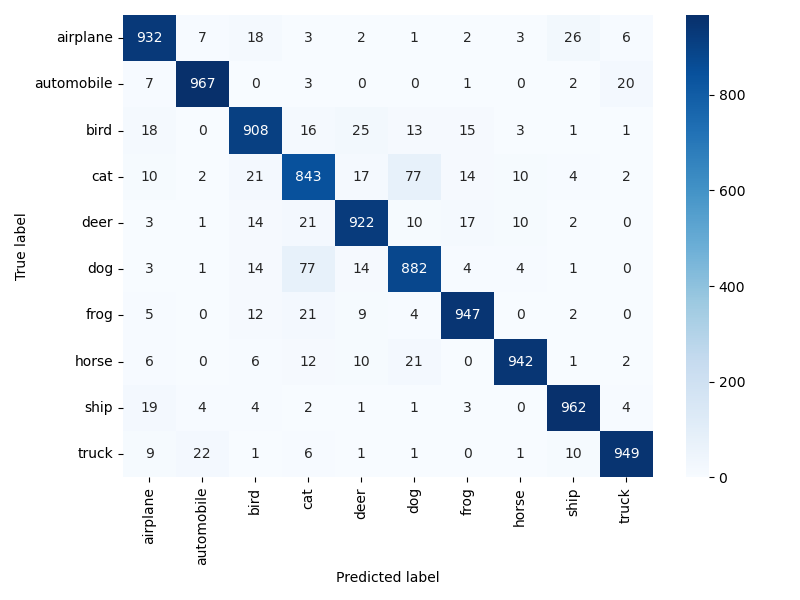 airplane 932 7 18 3 2 1 2 3 26 6
automobile 7 967 0 3 0 0 1 0 2 20
bird 18 0 908 16 25 13 15 3 1 1
cat 10 2 21 843 17 77 14 10 4 2
deer 3 1 14 21 922 10 17 10 2 0
dog 3 1 14 77 14 882 4 4 1 0
frog 5 0 12 21 9 4 947 0 2 0
horse 6 0 6 12 10 21 0 942 1 2
ship 19 4 4 2 1 1 3 0 962 4
truck 9 22 1 6 1 1 0 1 10 949
airplane automobile bird cat deer dog frog horse ship truck
Predicted label
True label
800
600
400
200
0